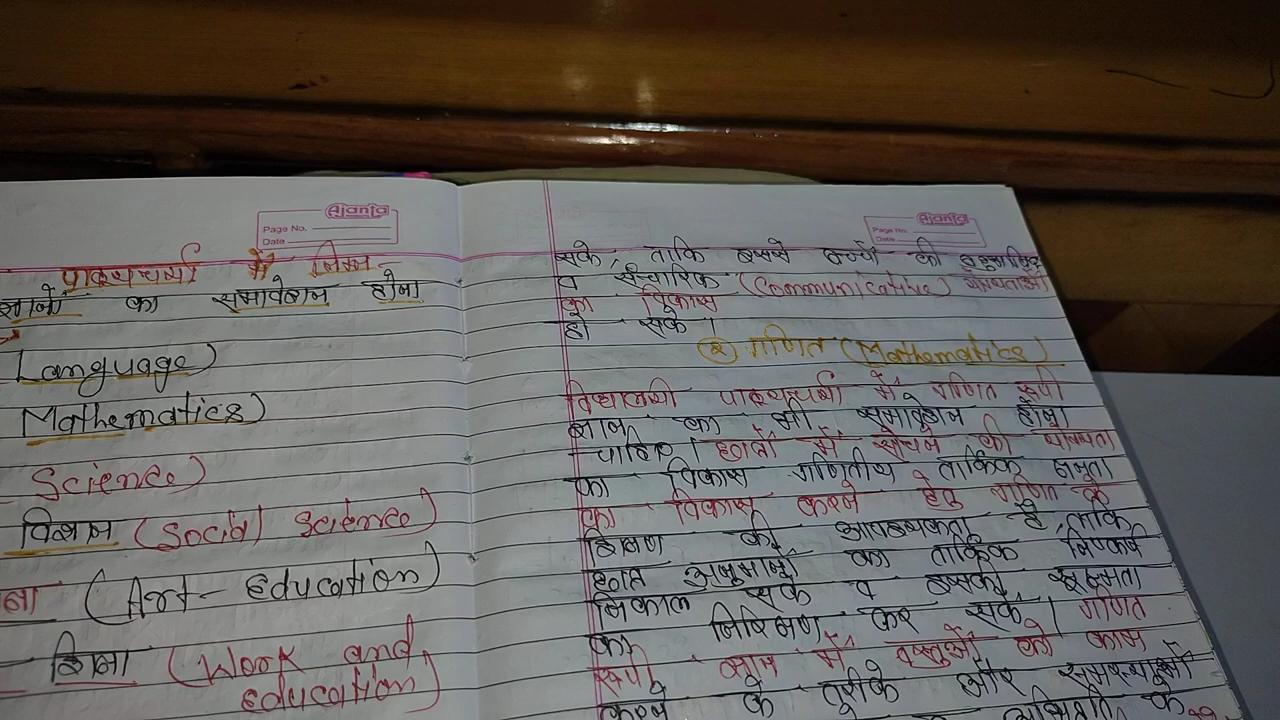 Ajanta
Page No.
Date
पाठ्यचर्या में निम्न-
का समावेशन होना
Language)
Mathematics)
Science)
विज्ञान (Social Science)
(Art-Education)
शिक्षा (Work and
education)
Ajanta
Page No.
Date
सके, ताकि इससे बच्चों की बहुभाषिक
व संचारिक (Communicative)
का विकास
हो सके।
② गणित (Mathematics)
विद्यालयी पाठ्यचर्या में गणित रूपी
ज्ञान का भी समावेशन होना
चाहिए। छात्रों में सोचने की योग्यता
का विकास गणितीय तार्किक क्षमता
का विकास करने हेतु गणित के
शिक्षण की आवश्यकता है, ताकि
छात्र अनुमानों का तार्किक निष्कर्ष
निकाल सके व इसकी सूक्ष्मता
का निरिक्षण कर सके। गणित
रूपी ज्ञान में वस्तुओं को काम
करने के तरीके और समस्याओं
के